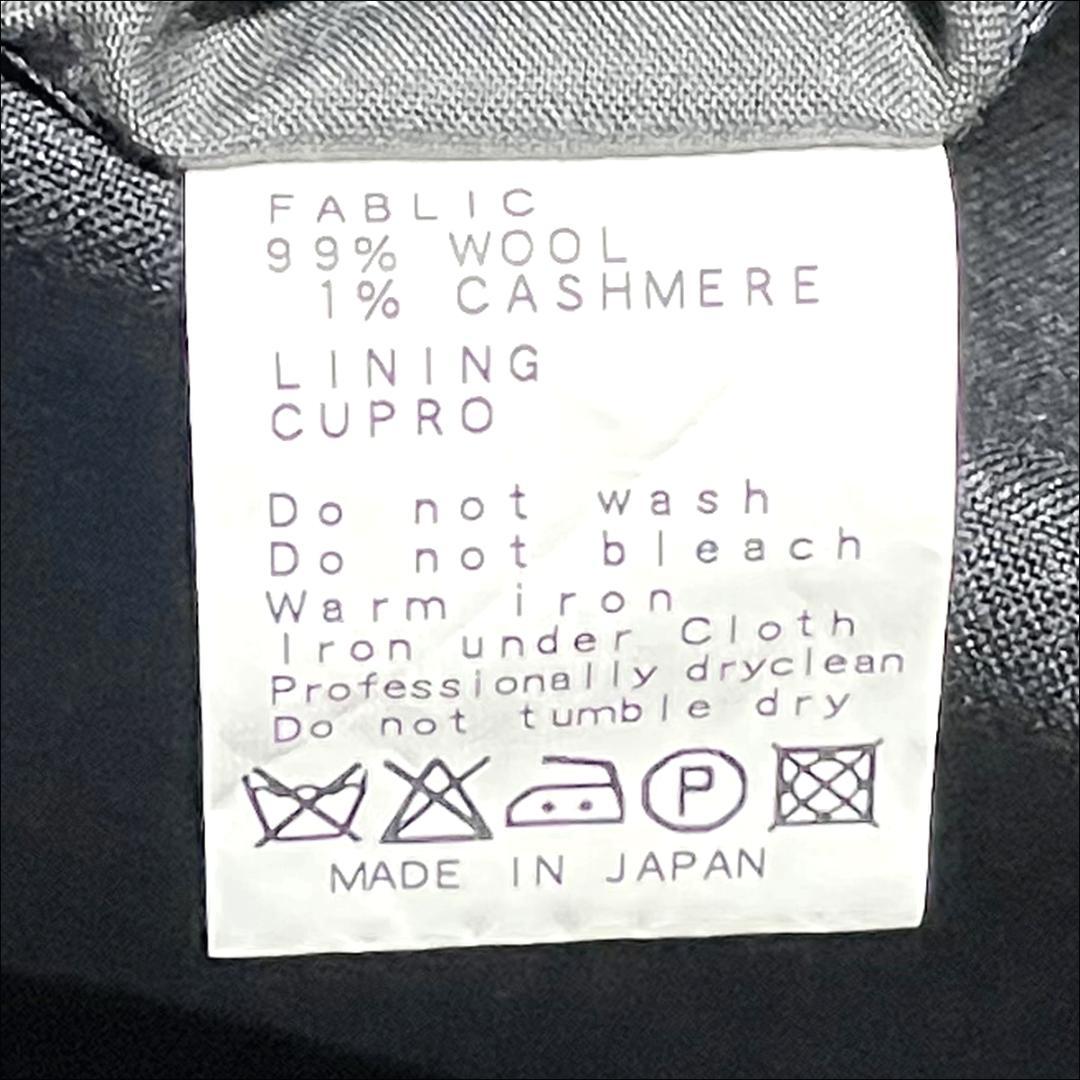 FABLIC
99% WOOL
1% CASHMERE
LINING
CUPRO
Do not wash
Do not bleach
Warm iron
Iron under Cloth
Professionally dryclean
Do not tumble dry
P
MADE IN JAPAN